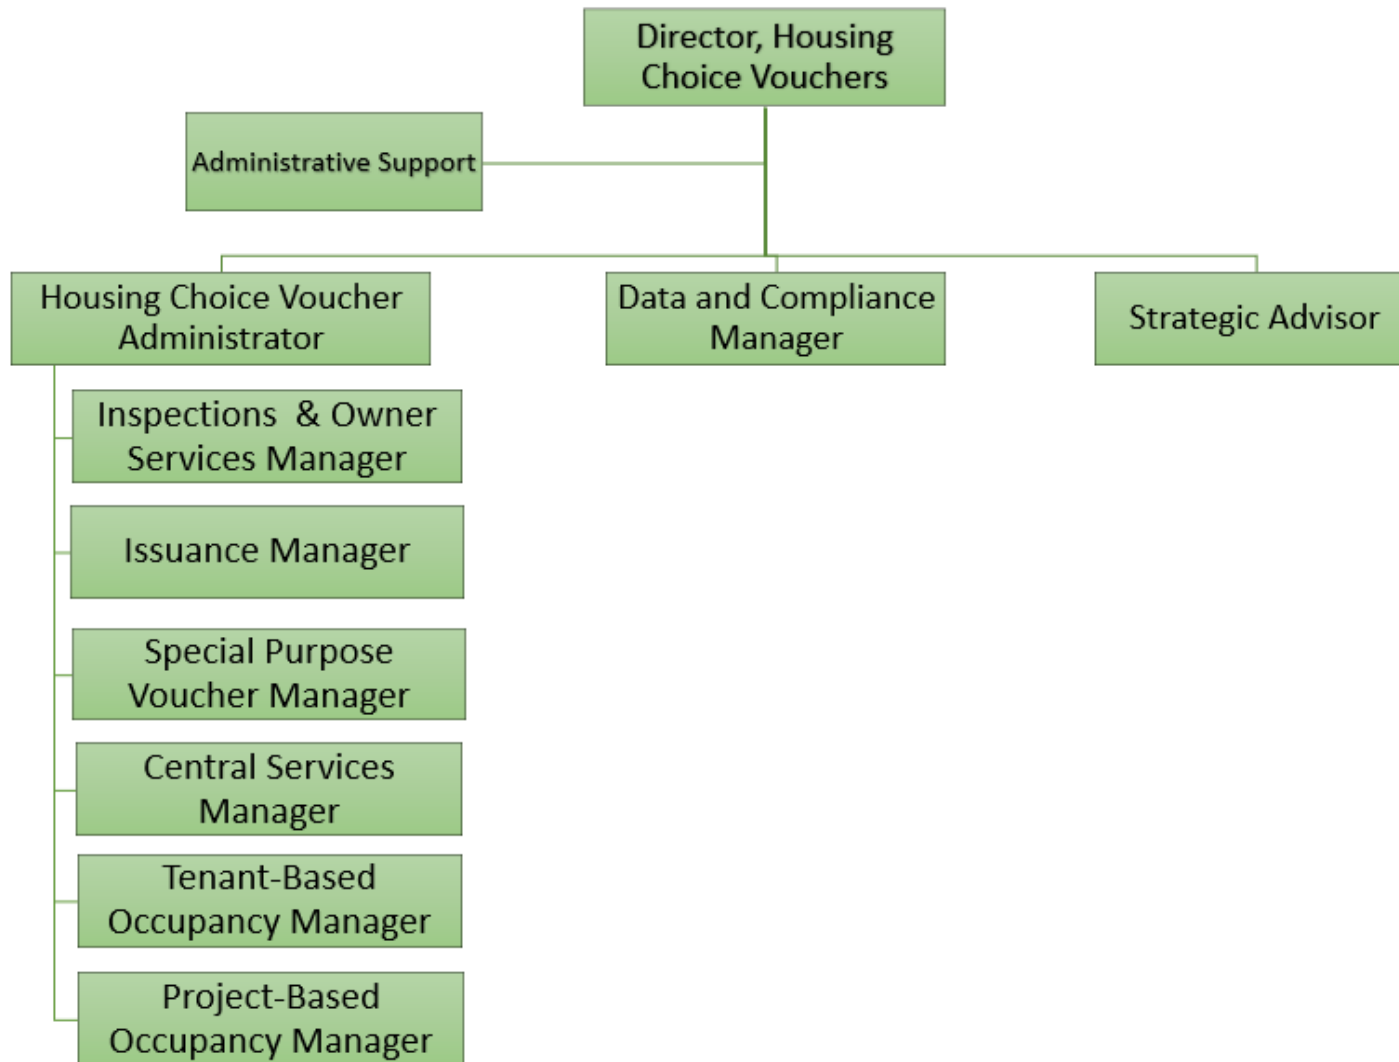 Director, Housing
Choice Vouchers
Administrative Support
Housing Choice Voucher
Administrator
Data and Compliance
Manager
Strategic Advisor
Inspections  & Owner
Services Manager
Issuance Manager
Special Purpose
Voucher Manager
Central Services
Manager
Tenant-Based
Occupancy Manager
Project-Based
Occupancy Manager